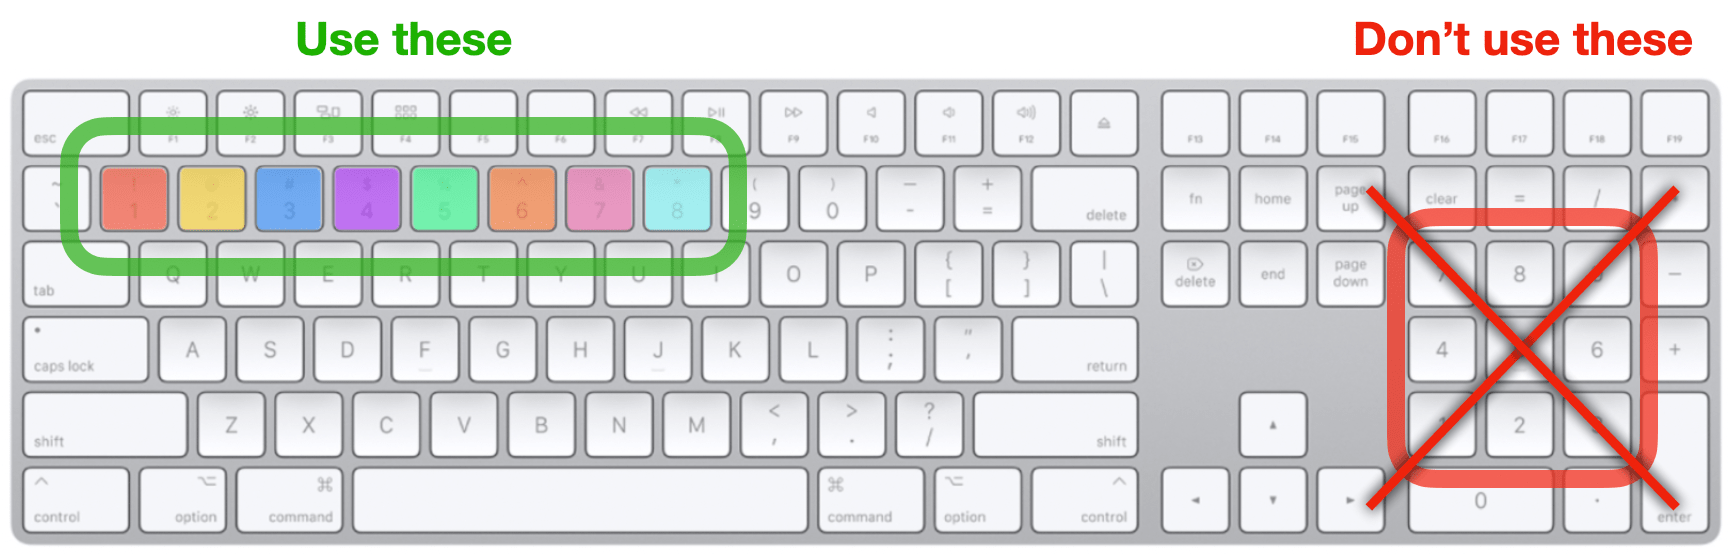 Use these
Don't use these
esc F1 F2 F3 F4 F5 F6 F7 F8 F9 F10 F11 F12 F13 F14 F15 F16 F17 F18 F19
~ ! # $ % ^ & * ( ) — + page up
` 1 2 3 4 5 6 7 8 9 0 - = delete fn home clear = /
tab Q W E R T Y U I O P { [ } ] | \ delete end page down 7 8 9 —
caps lock A S D F G H J K L : ; " ' return 4 6 +
shift Z X C V B N M < , > . ? / shift 1 2
control option command command option control 0 . enter